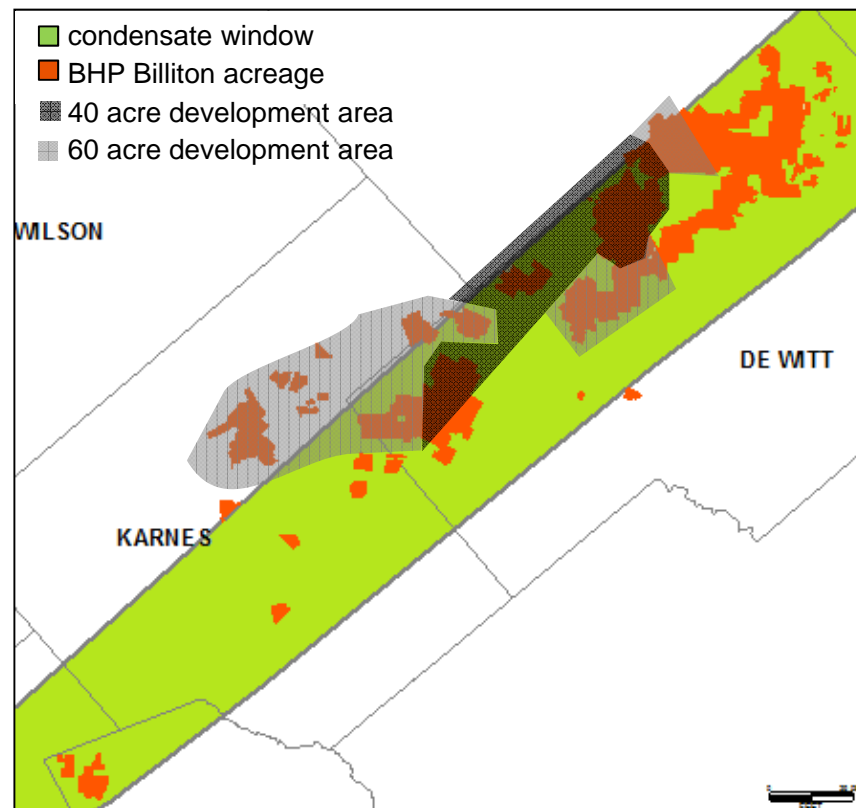 condensate window
BHP Billiton acreage
40 acre development area
60 acre development area
WILSON
DE WITT
KARNES